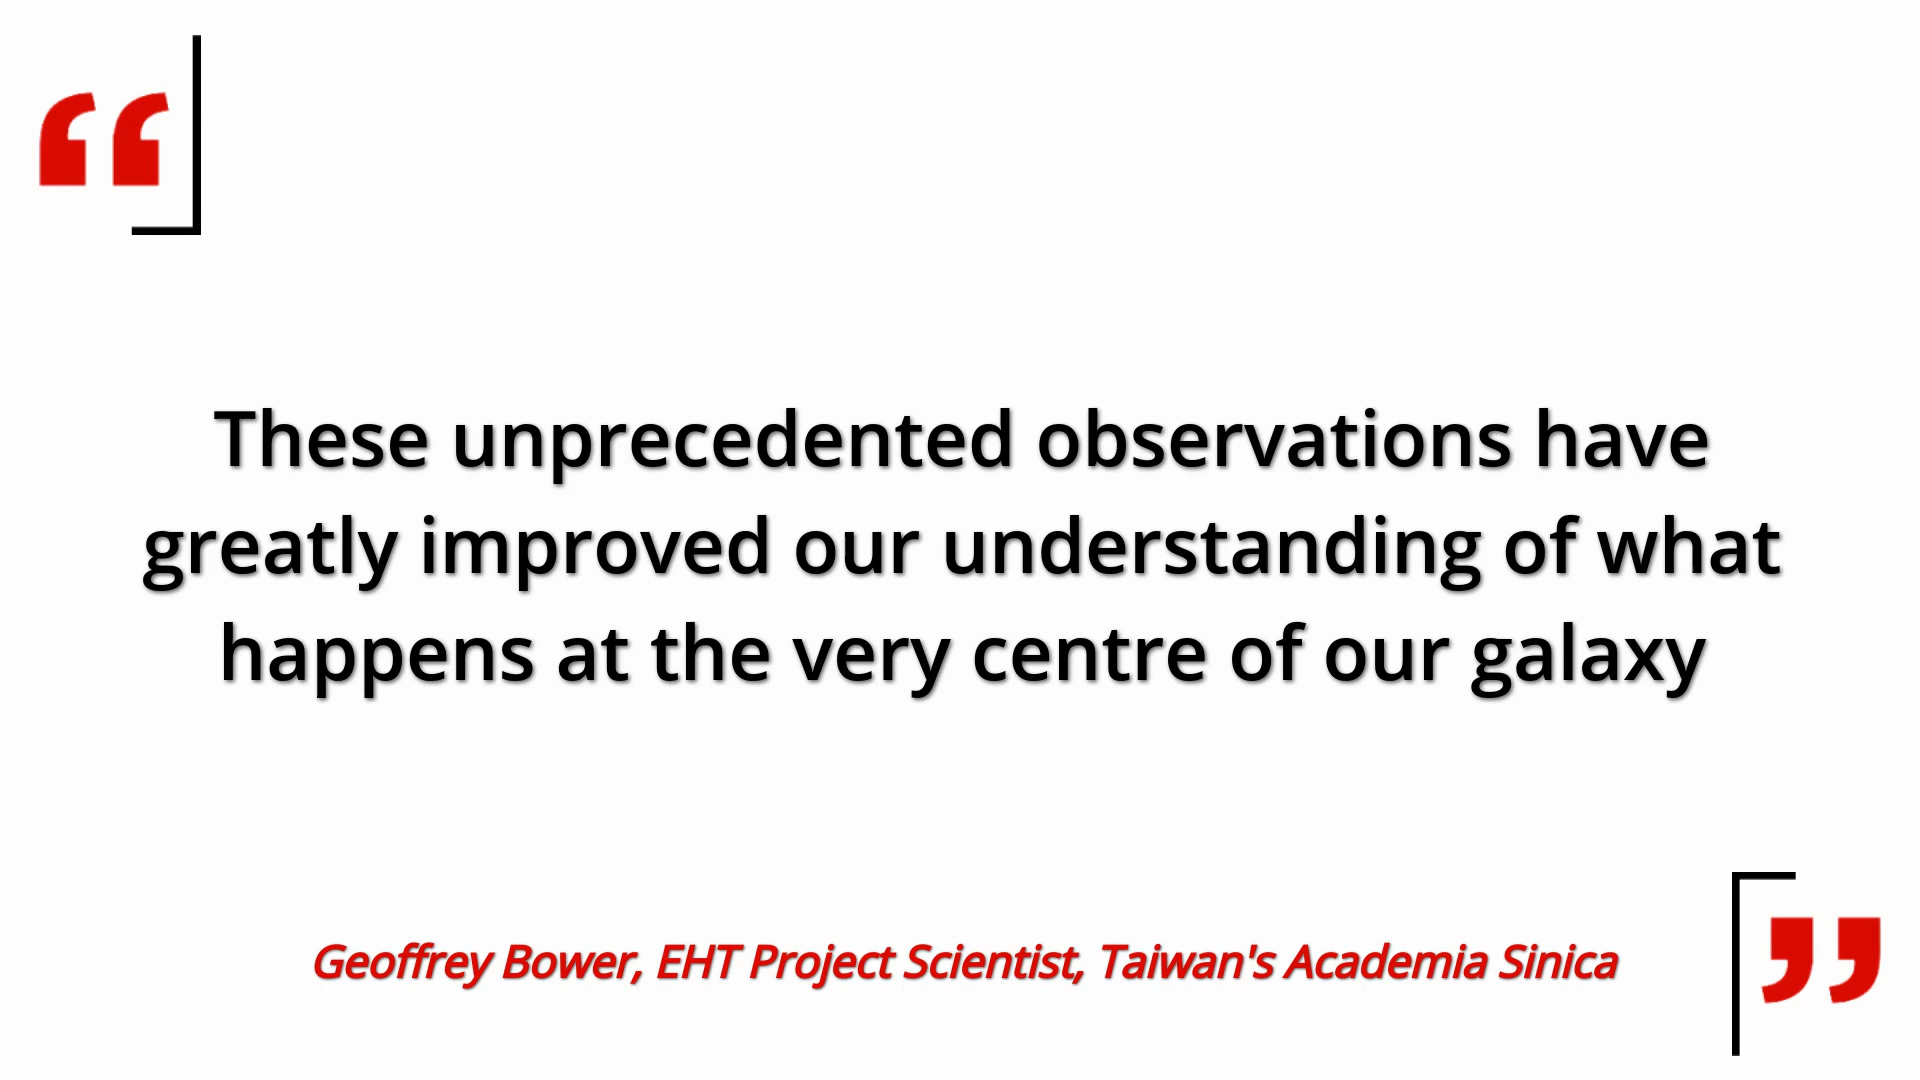 These unprecedented observations have
greatly improved our understanding of what
happens at the very centre of our galaxy
Geoffrey Bower, EHT Project Scientist, Taiwan's Academia Sinica